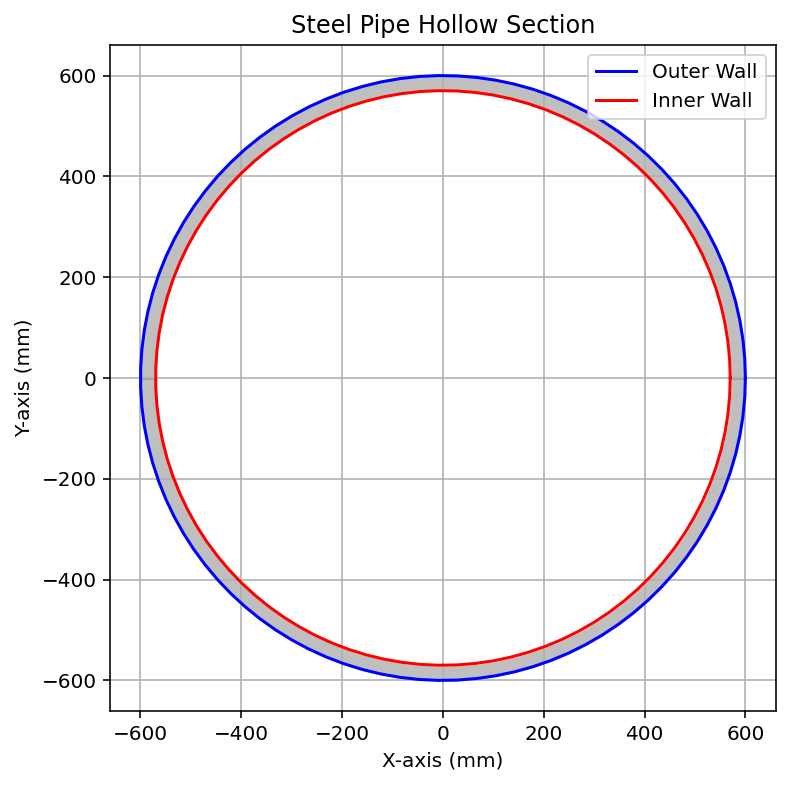 Steel Pipe Hollow Section
Outer Wall
Inner Wall
600
400
200
0
−200
−400
−600
Y-axis (mm)
−600 −400 −200 0 200 400 600
X-axis (mm)